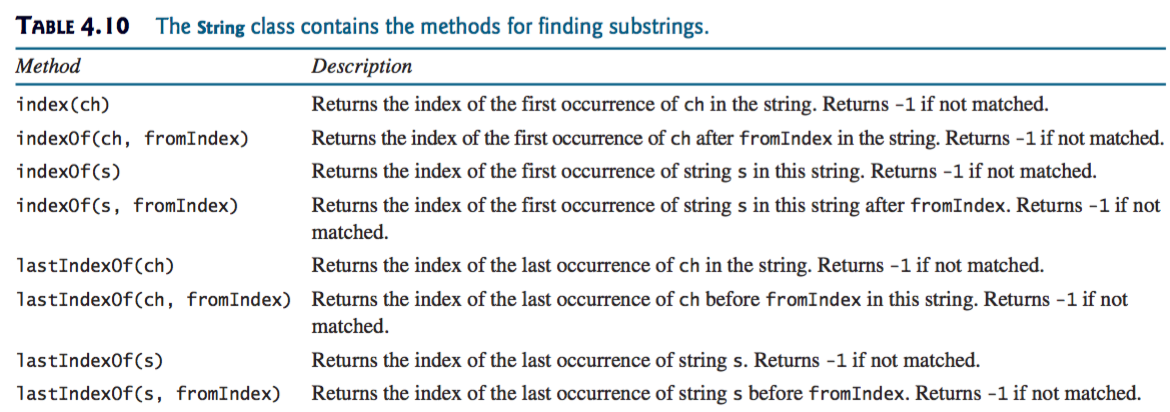 TABLE 4.10 The String class contains the methods for finding substrings.
Method Description
index(ch) Returns the index of the first occurrence of ch in the string. Returns -1 if not matched.
indexOf(ch, fromIndex) Returns the index of the first occurrence of ch after fromIndex in the string. Returns -1 if not matched.
indexOf(s) Returns the index of the first occurrence of string s in this string. Returns -1 if not matched.
indexOf(s, fromIndex) Returns the index of the first occurrence of string s in this string after fromIndex. Returns -1 if not
matched.
lastIndexOf(ch) Returns the index of the last occurrence of ch in the string. Returns -1 if not matched.
lastIndexOf(ch, fromIndex) Returns the index of the last occurrence of ch before fromIndex in this string. Returns -1 if not
matched.
lastIndexOf(s) Returns the index of the last occurrence of string s. Returns -1 if not matched.
lastIndexOf(s, fromIndex) Returns the index of the last occurrence of string s before fromIndex. Returns -1 if not matched.